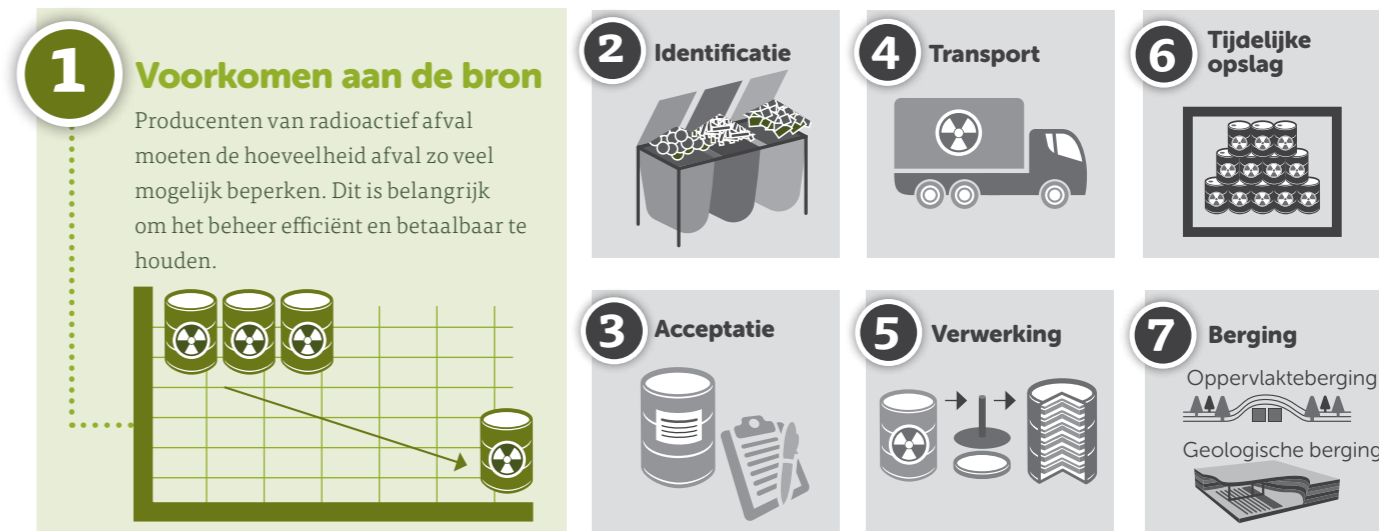 1
Voorkomen aan de bron
Producenten van radioactief afval
moeten de hoeveelheid afval zo veel
mogelijk beperken. Dit is belangrijk
om het beheer efficiënt en betaalbaar te
houden.
2
Identificatie
3
Acceptatie
4
Transport
5
Verwerking
6
Tijdelijke
opslag
7
Berging
Oppervlakteberging
Geologische berging